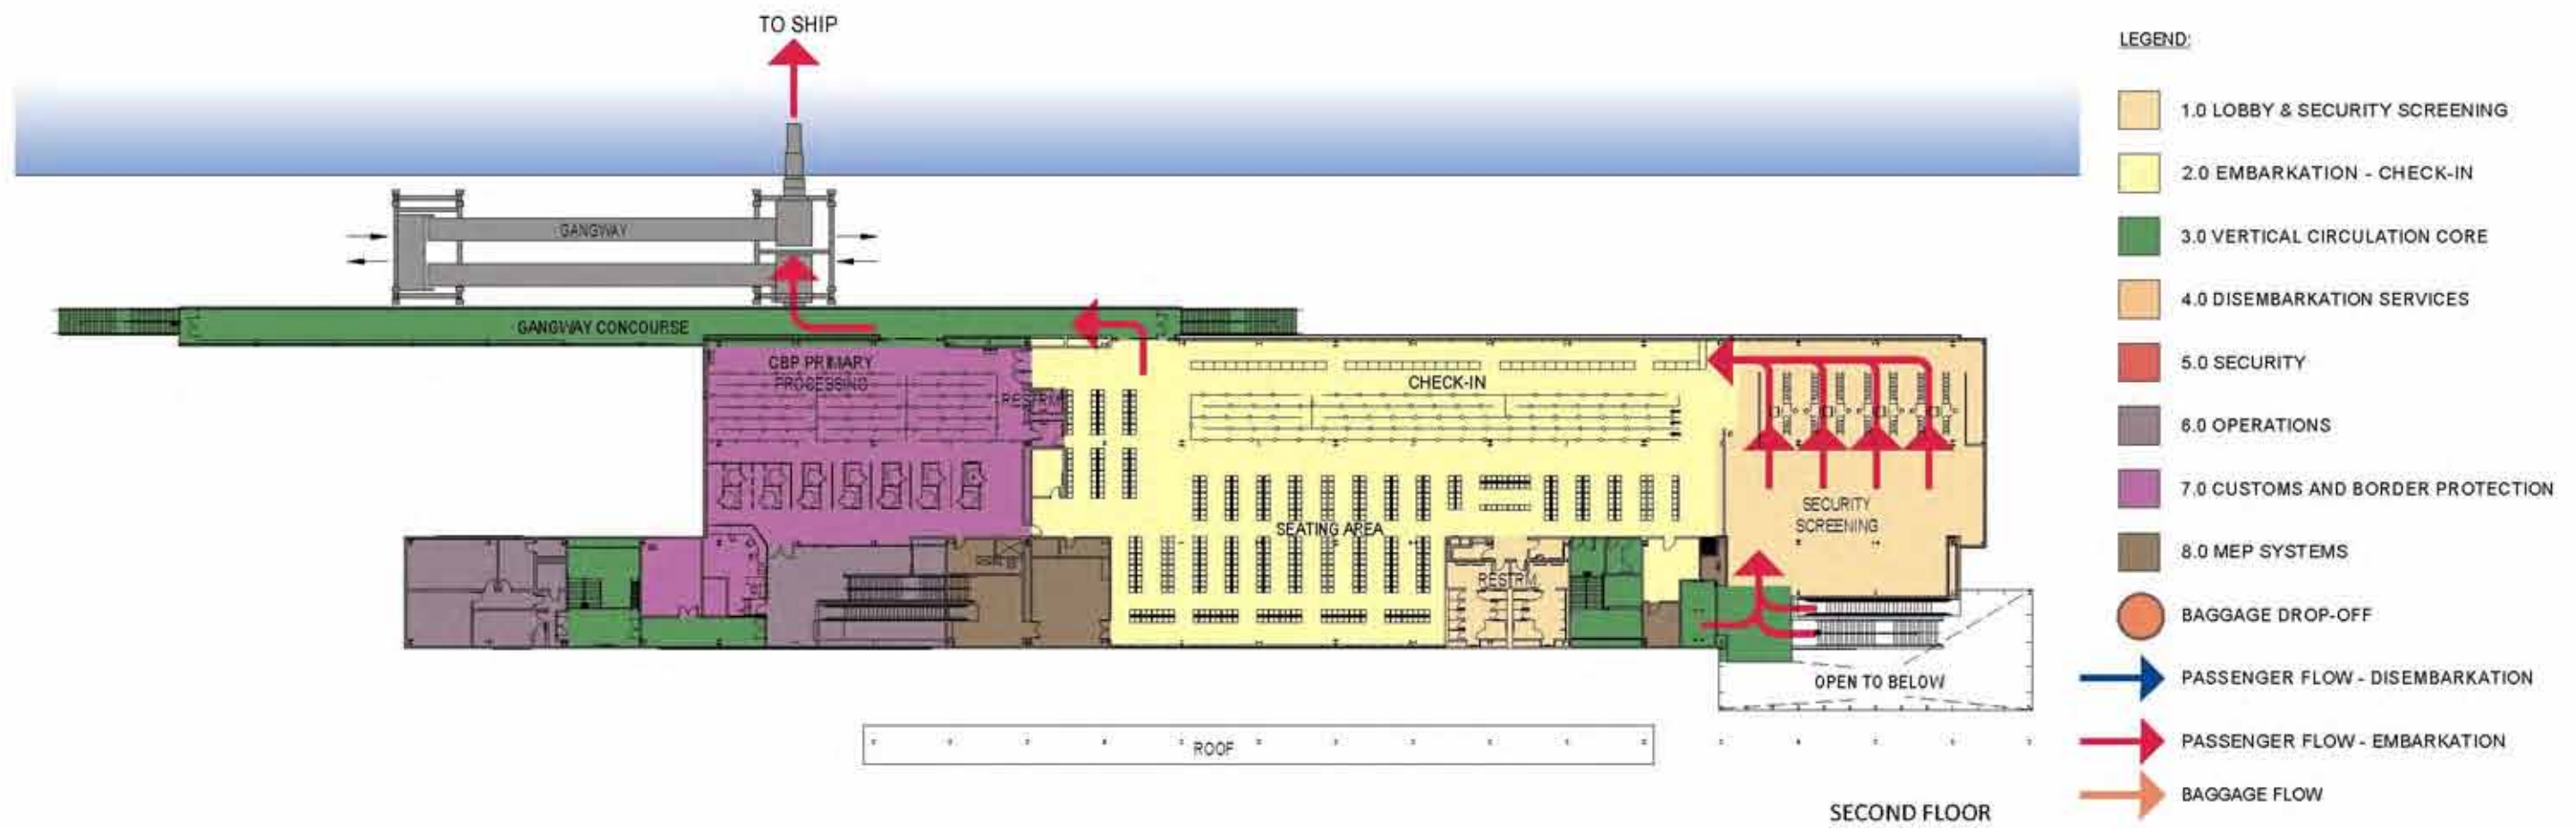 TO SHIP
GANGWAY
GANGWAY CONCOURSE
CBP PRIMARY
PROCESSING
RESTRM
CHECK-IN
SEATING AREA
SECURITY
SCREENING
RESTRM.
OPEN TO BELOW
ROOF
SECOND FLOOR
LEGEND:
1.0 LOBBY & SECURITY SCREENING
2.0 EMBARKATION - CHECK-IN
3.0 VERTICAL CIRCULATION CORE
4.0 DISEMBARKATION SERVICES
5.0 SECURITY
6.0 OPERATIONS
7.0 CUSTOMS AND BORDER PROTECTION
8.0 MEP SYSTEMS
BAGGAGE DROP-OFF
PASSENGER FLOW - DISEMBARKATION
PASSENGER FLOW - EMBARKATION
BAGGAGE FLOW